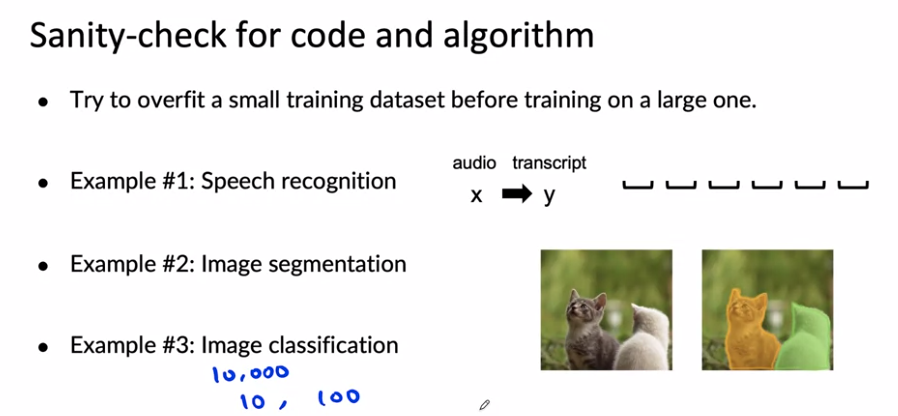 Sanity-check for code and algorithm
• Try to overfit a small training dataset before training on a large one.
audio transcript
• Example #1: Speech recognition
x ➡ y
• Example #2: Image segmentation
• Example #3: Image classification
10,000
10 , 100